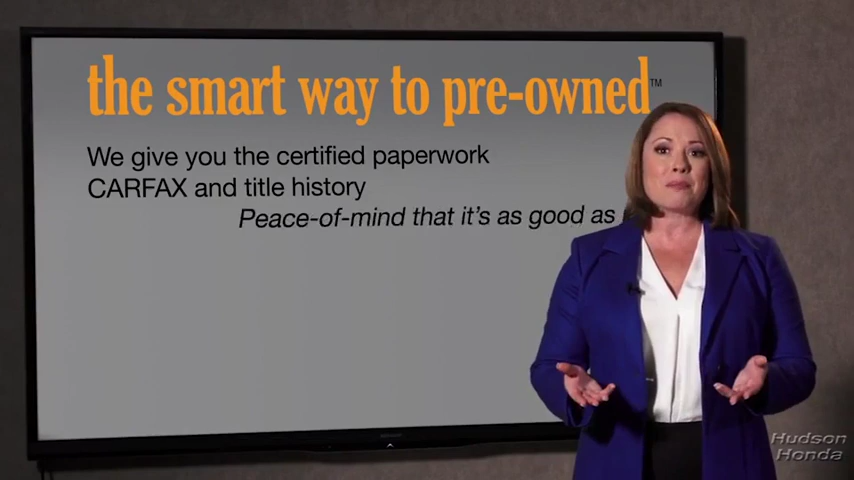 the smart way to pre-owned™
We give you the certified paperwork
CARFAX and title history
Peace-of-mind that it's as good as
Hudson
Honda